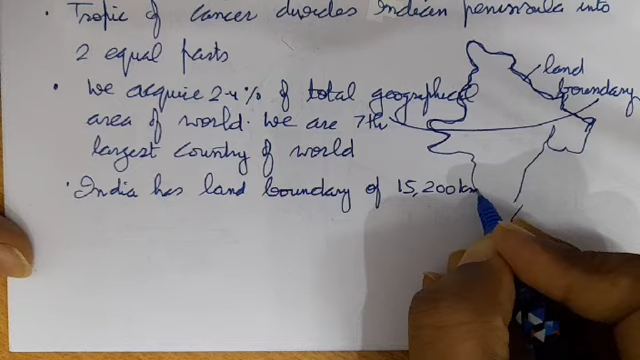 • Tropic of cancer divides Indian peninsula into
2 equal parts
• We acquire 2.4% of total geographical
area of world. We are 7th
largest country of world
• India has land boundary of 15,200 km
land
boundary